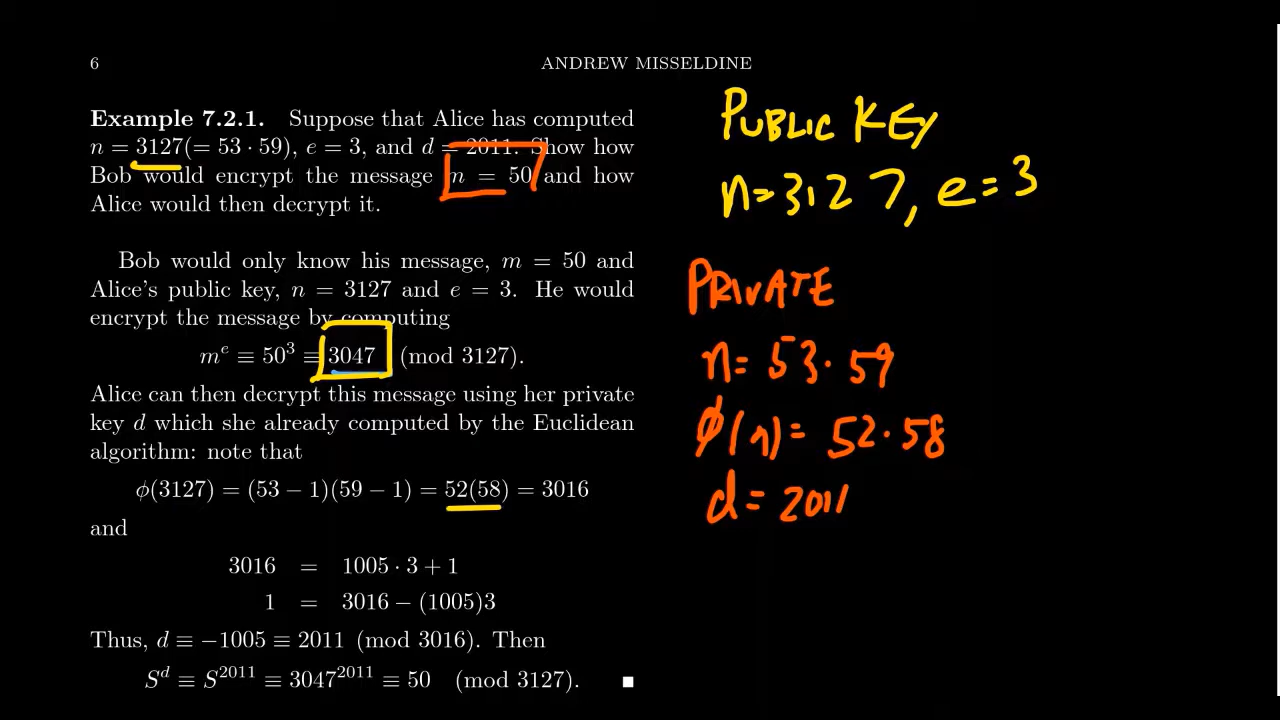 6 ANDREW MISSELDINE
Example 7.2.1. Suppose that Alice has computed
n = 3127(= 53 · 59), e = 3, and d = 2011. Show how
Bob would encrypt the message m = 50 and how
Alice would then decrypt it.
Bob would only know his message, m = 50 and
Alice's public key, n = 3127 and e = 3. He would
encrypt the message by computing
mᵉ ≡ 50³ ≡ 3047 (mod 3127).
Alice can then decrypt this message using her private
key d which she already computed by the Euclidean
algorithm: note that
ϕ(3127) = (53 − 1)(59 − 1) = 52(58) = 3016
and
3016 = 1005 · 3 + 1
1 = 3016 − (1005)3
Thus, d ≡ −1005 ≡ 2011 (mod 3016). Then
Sᵈ ≡ S²⁰¹¹ ≡ 3047²⁰¹¹ ≡ 50 (mod 3127). ■
PUBLIC KEY
n=3127, e=3
PRIVATE
n=53·59
ϕ(n)=52·58
d=2011